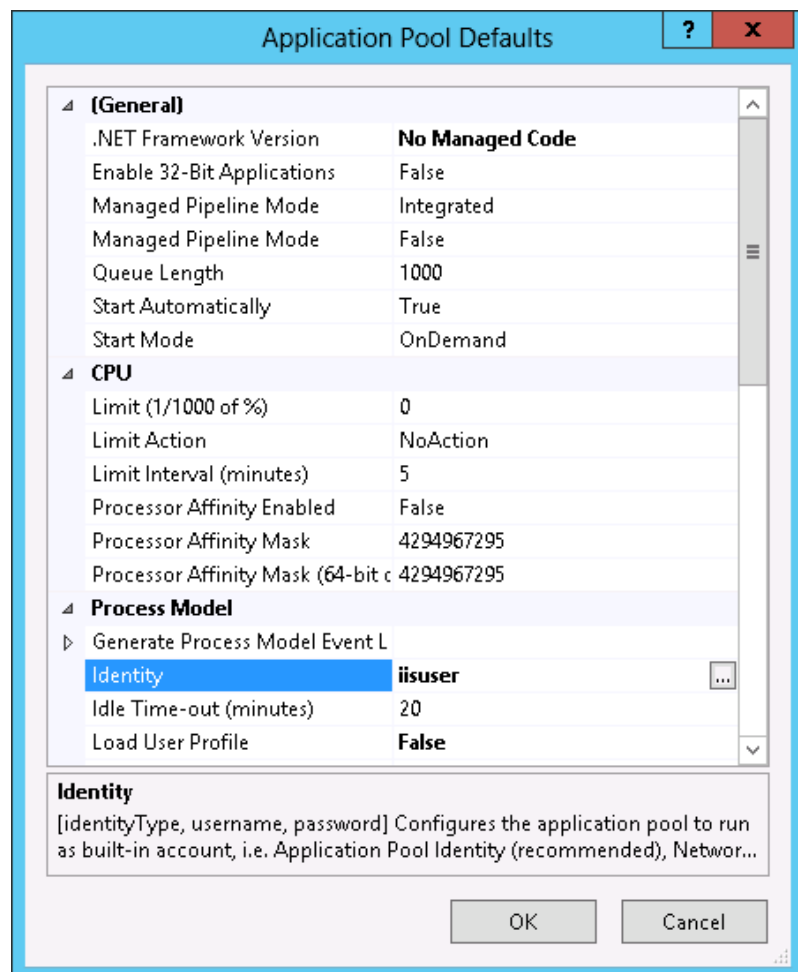 Application Pool Defaults
?
x
(General)
.NET Framework Version No Managed Code
Enable 32-Bit Applications False
Managed Pipeline Mode Integrated
Managed Pipeline Mode False
Queue Length 1000
Start Automatically True
Start Mode OnDemand
CPU
Limit (1/1000 of %) 0
Limit Action NoAction
Limit Interval (minutes) 5
Processor Affinity Enabled False
Processor Affinity Mask 4294967295
Processor Affinity Mask (64-bit c 4294967295
Process Model
Generate Process Model Event L
Identity iisuser ...
Idle Time-out (minutes) 20
Load User Profile False
Identity
[identityType, username, password] Configures the application pool to run
as built-in account, i.e. Application Pool Identity (recommended), Networ...
OK Cancel